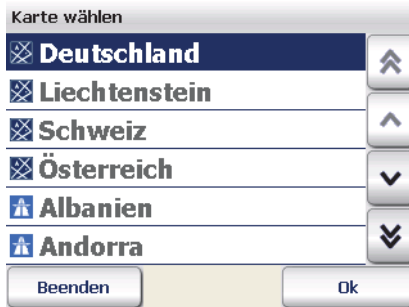 Karte wählen
Deutschland
Liechtenstein
Schweiz
Österreich
Albanien
Andorra
Beenden
Ok